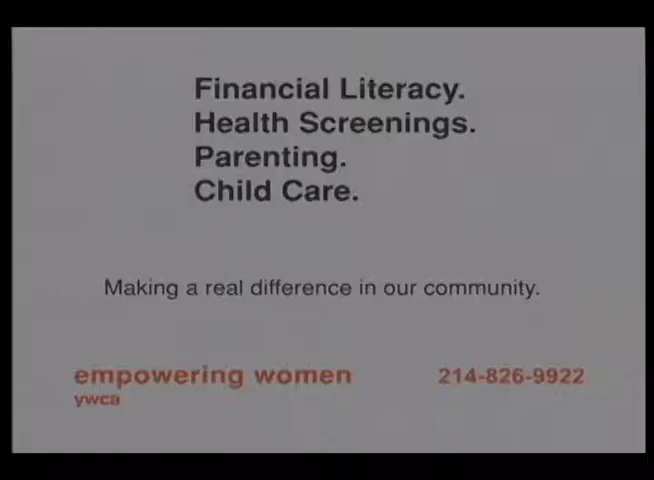 Financial Literacy.
Health Screenings.
Parenting.
Child Care.
Making a real difference in our community.
empowering women 214-826-9922
ywca